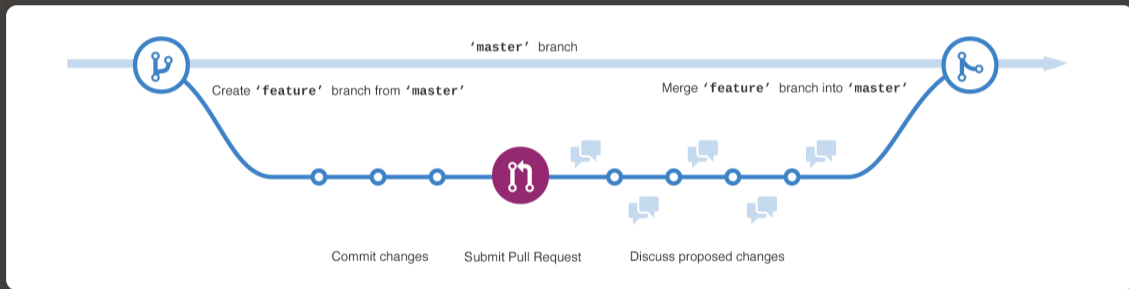 ‘master’ branch
Create ‘feature’ branch from ‘master’
Merge ‘feature’ branch into ‘master’
Commit changes
Submit Pull Request
Discuss proposed changes